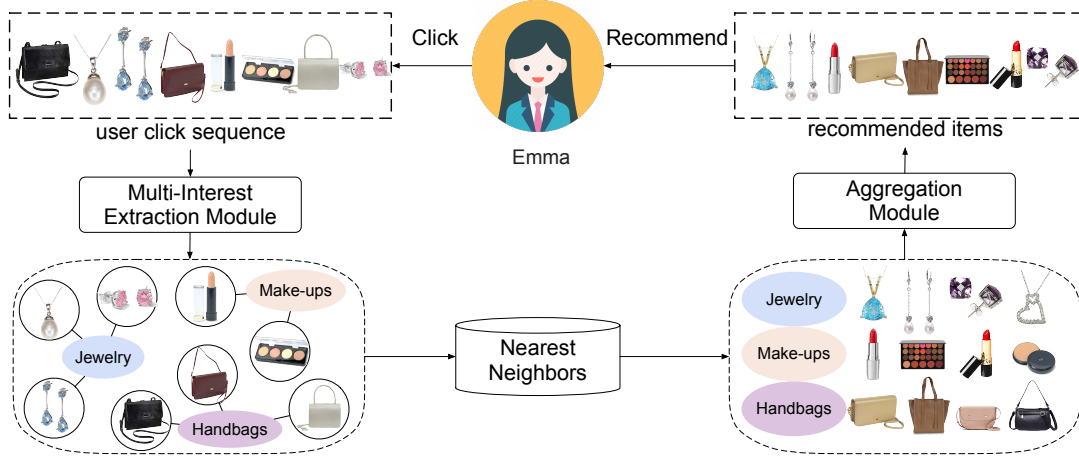 Click
Recommend
user click sequence
Emma
recommended items
Multi-Interest
Extraction Module
Aggregation
Module
Make-ups
Jewelry
Handbags
Nearest
Neighbors
Jewelry
Make-ups
Handbags